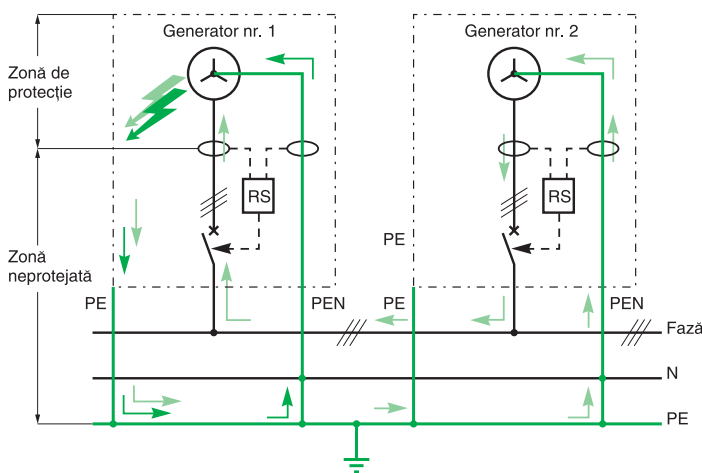 Generator nr. 1
Generator nr. 2
Zonă de
protecție
RS
RS
PE
Zonă
neprotejată
PE
PEN
PE
PEN
Fază
N
PE